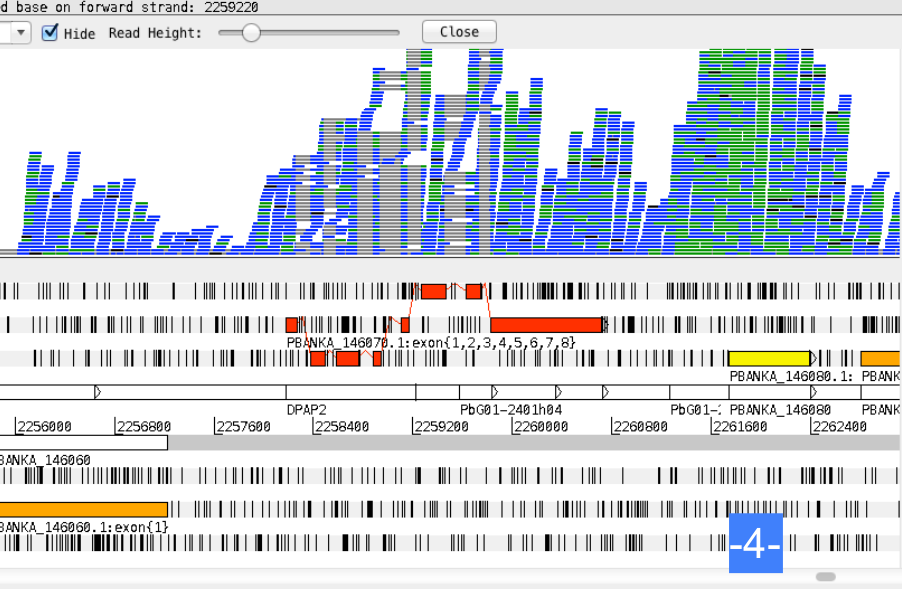 d base on forward strand: 2259220
Hide Read Height: Close
PBANKA_146070.1:exon{1,2,3,4,5,6,7,8}
PBANKA_146080.1: PBANK
DPAP2 PbG01-2401h04 PbG01-: PBANKA_146080 PBANK
2256000 2256800 2257600 2258400 2259200 2260000 2260800 2261600 2262400
BANKA_146060
BANKA_146060.1:exon{1}
-4-